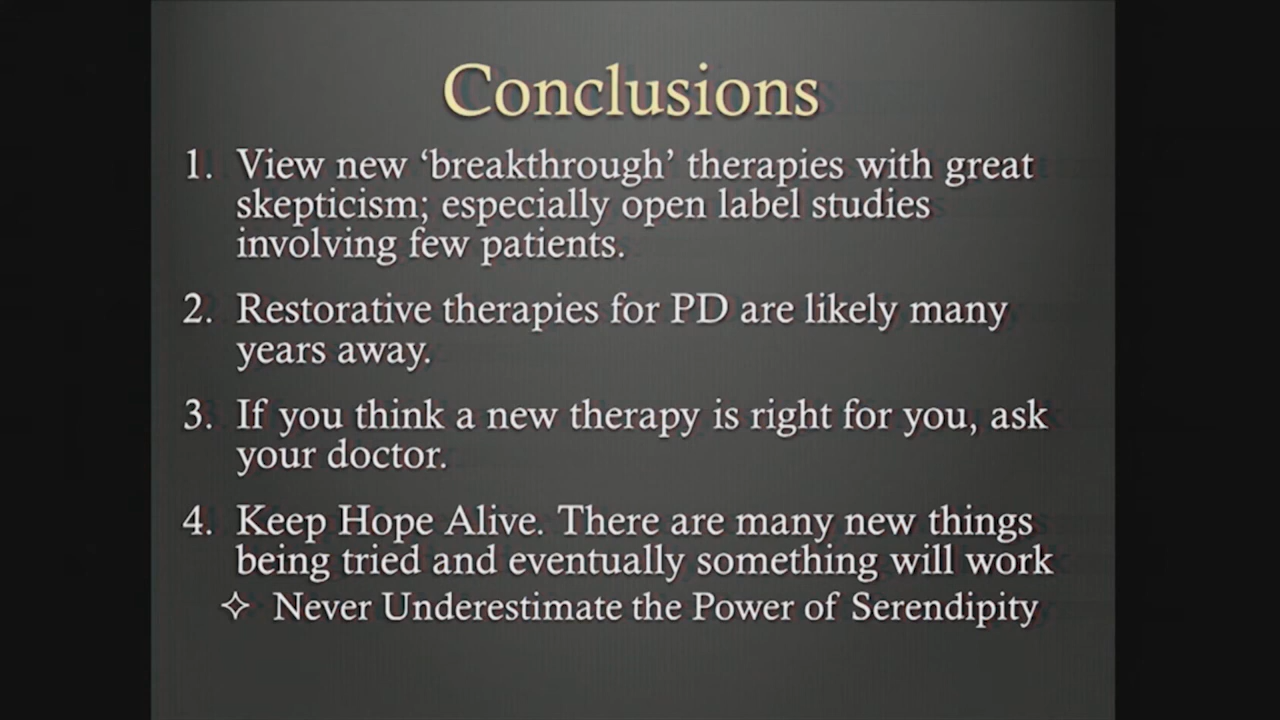 Conclusions
1. View new ‘breakthrough’ therapies with great
skepticism; especially open label studies
involving few patients.
2. Restorative therapies for PD are likely many
years away.
3. If you think a new therapy is right for you, ask
your doctor.
4. Keep Hope Alive. There are many new things
being tried and eventually something will work
✧ Never Underestimate the Power of Serendipity